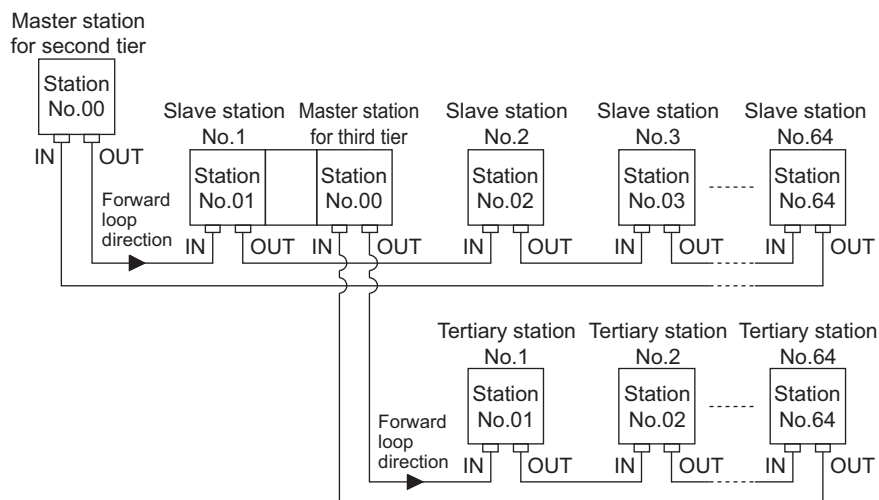 Master station
for second tier
Station
No.00
IN
OUT
Slave station
No.1
Master station
for third tier
Slave station
No.2
Slave station
No.3
Slave station
No.64
Station
No.01
Station
No.00
Station
No.02
Station
No.03
Station
No.64
Forward
loop
direction
IN
OUT
IN
OUT
IN
OUT
IN
OUT
IN
OUT
Tertiary station
No.1
Tertiary station
No.2
Tertiary station
No.64
Station
No.01
Station
No.02
Station
No.64
Forward
loop
direction
IN
OUT
IN
OUT
IN
OUT